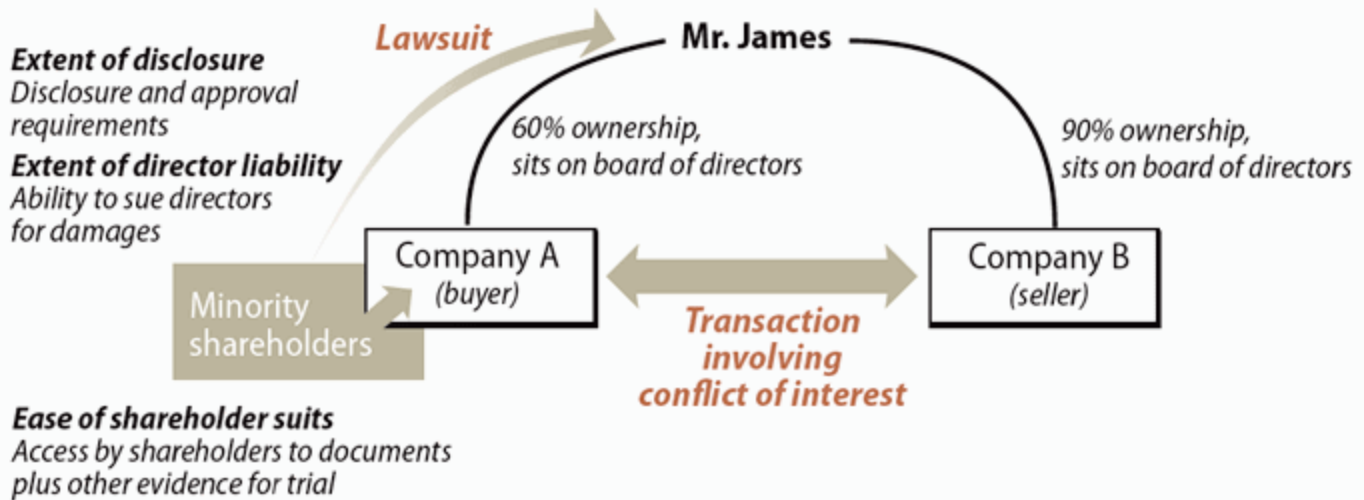 Extent of disclosure
Disclosure and approval
requirements
Extent of director liability
Ability to sue directors
for damages
Lawsuit
Mr. James
60% ownership,
sits on board of directors
90% ownership,
sits on board of directors
Minority
shareholders
Company A
(buyer)
Transaction
involving
conflict of interest
Company B
(seller)
Ease of shareholder suits
Access by shareholders to documents
plus other evidence for trial